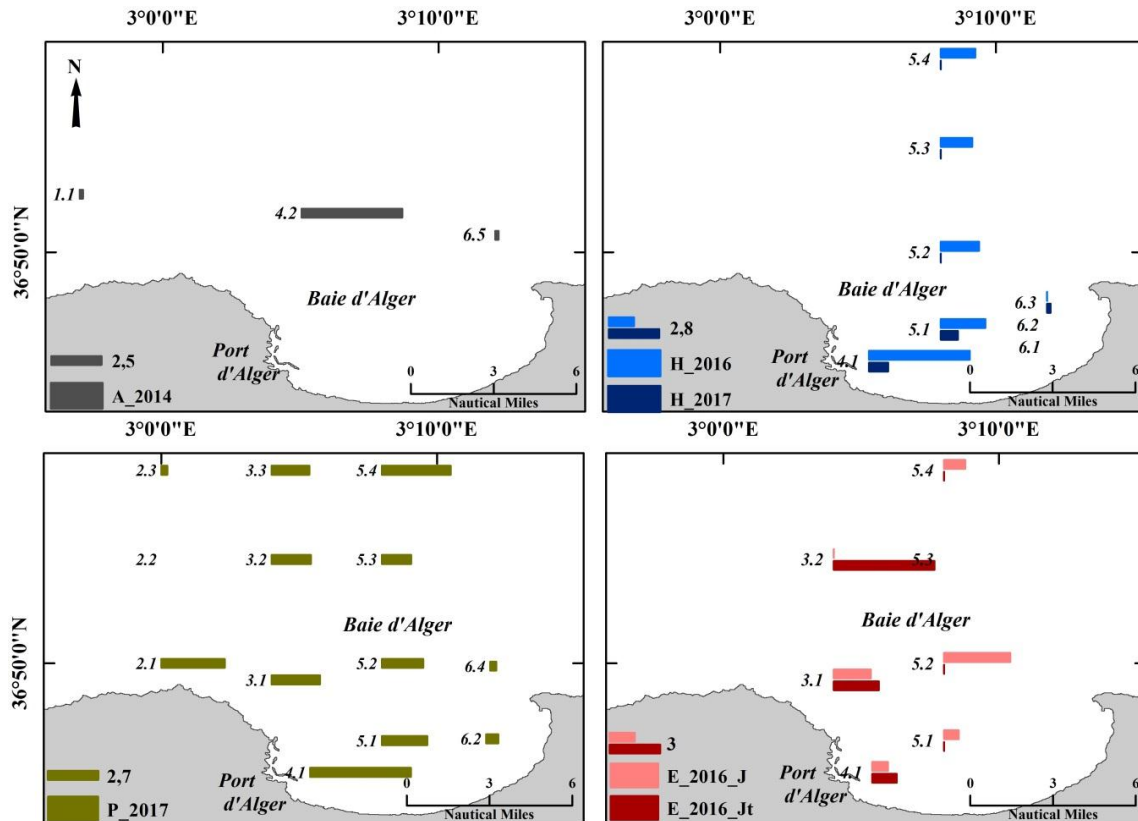 3°0'0"E
3°10'0"E
3°0'0"E
3°10'0"E
N
36°50'0"N
1.1
4.2
6.5
Baie d'Alger
Port
d'Alger
2,5
A_2014
0
3
6
Nautical Miles
5.4
5.3
5.2
Baie d'Alger
6.3
5.1
6.2
6.1
4.1
Port
d'Alger
2,8
H_2016
H_2017
0
3
6
Nautical Miles
3°0'0"E
3°10'0"E
3°0'0"E
3°10'0"E
36°50'0"N
2.3
3.3
5.4
2.2
3.2
5.3
Baie d'Alger
2.1
5.2
6.4
3.1
5.1
6.2
4.1
Port
d'Alger
2,7
P_2017
0
3
6
Nautical Miles
5.4
3.2
5.3
Baie d'Alger
5.2
3.1
5.1
4.1
Port
d'Alger
3
E_2016_J
E_2016_Jt
0
3
6
Nautical Miles